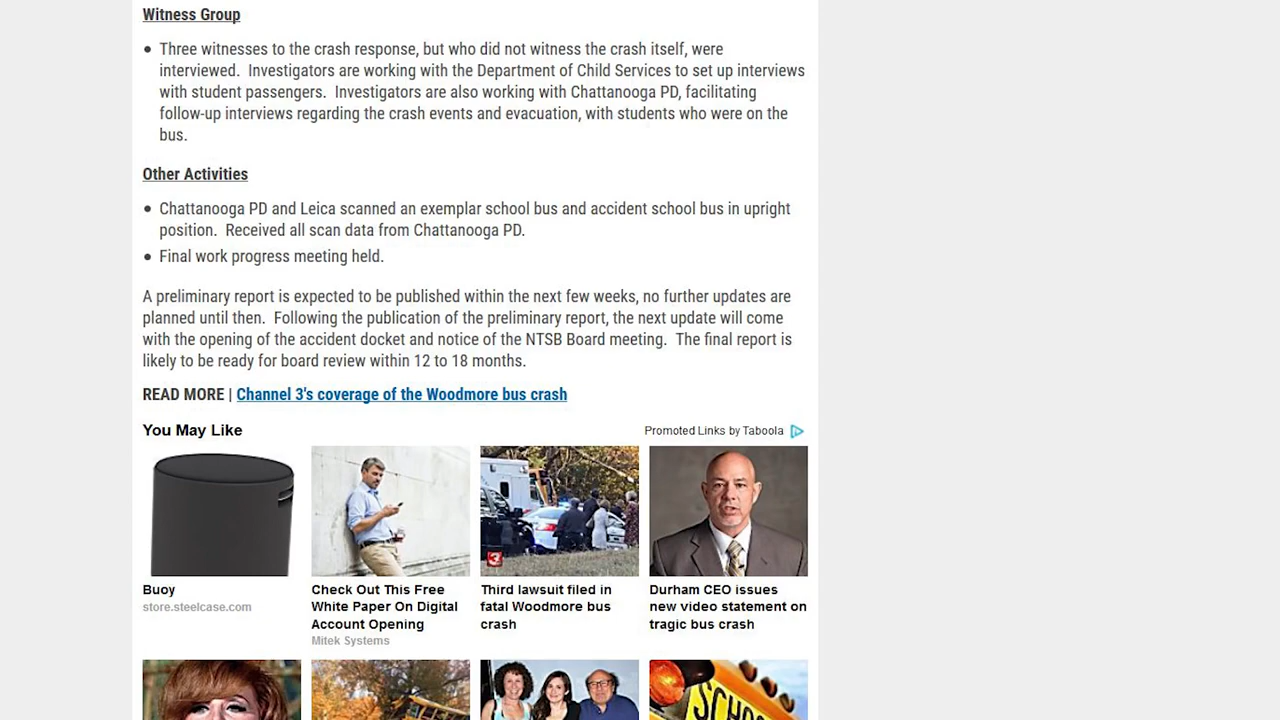 Witness Group
Three witnesses to the crash response, but who did not witness the crash itself, were
interviewed.  Investigators are working with the Department of Child Services to set up interviews
with student passengers.  Investigators are also working with Chattanooga PD, facilitating
follow-up interviews regarding the crash events and evacuation, with students who were on the
bus.
Other Activities
Chattanooga PD and Leica scanned an exemplar school bus and accident school bus in upright
position.  Received all scan data from Chattanooga PD.
Final work progress meeting held.
A preliminary report is expected to be published within the next few weeks, no further updates are
planned until then.  Following the publication of the preliminary report, the next update will come
with the opening of the accident docket and notice of the NTSB Board meeting.  The final report is
likely to be ready for board review within 12 to 18 months.
READ MORE | Channel 3's coverage of the Woodmore bus crash
You May Like
Promoted Links by Taboola
3
Buoy
store.steelcase.com
Check Out This Free
White Paper On Digital
Account Opening
Mitek Systems
Third lawsuit filed in
fatal Woodmore bus
crash
Durham CEO issues
new video statement on
tragic bus crash
SCHOO